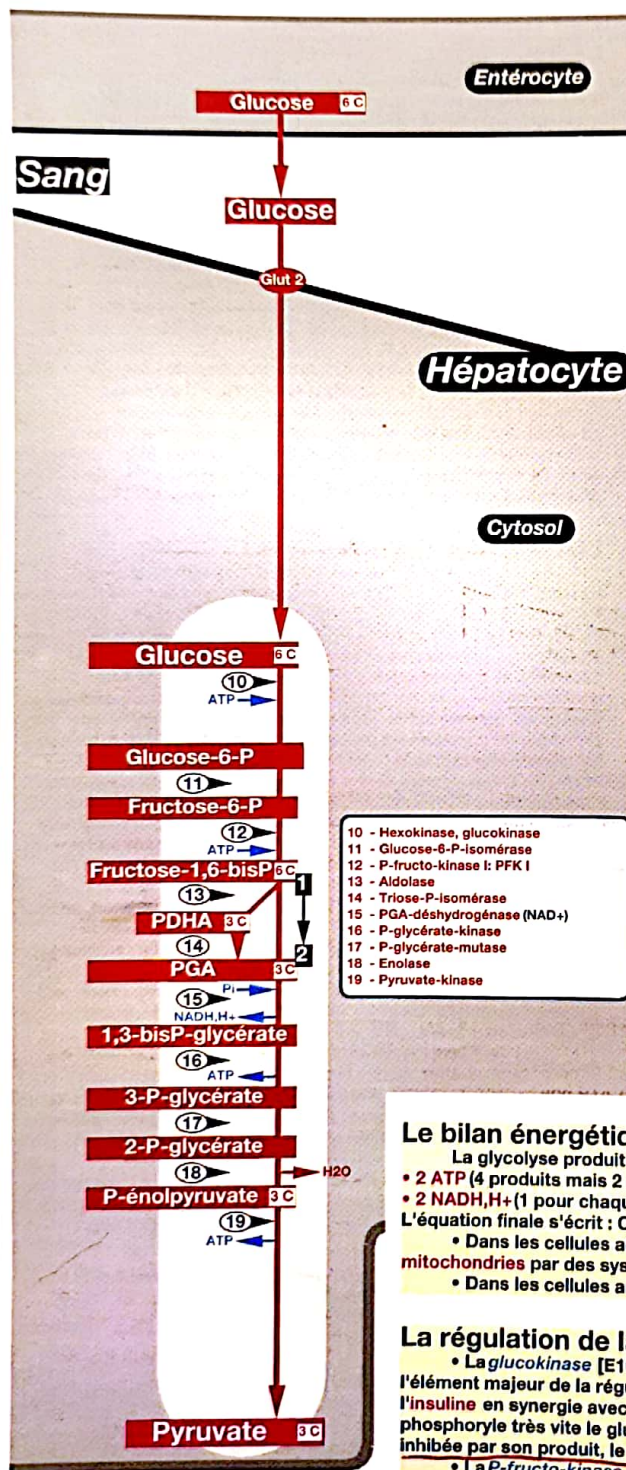 Entérocyte
Glucose 6 C
Sang
Glucose
Glut 2
Hépatocyte
Cytosol
Glucose 6 C
10
ATP
Glucose-6-P
11
Fructose-6-P
12
ATP
Fructose-1,6-bisP 6 C
1
13
PDHA 3 C
14
2
PGA 3 C
Pi
15
NADH,H+
1,3-bisP-glycérate
16
ATP
3-P-glycérate
17
2-P-glycérate
18
H2O
P-énolpyruvate 3 C
19
ATP
Pyruvate 3 C
10 - Hexokinase, glucokinase
11 - Glucose-6-P-isomérase
12 - P-fructo-kinase I: PFK I
13 - Aldolase
14 - Triose-P-isomérase
15 - PGA-déshydrogénase (NAD+)
16 - P-glycérate-kinase
17 - P-glycérate-mutase
18 - Enolase
19 - Pyruvate-kinase
Le bilan énergétiq
La glycolyse produit
• 2 ATP (4 produits mais 2
• 2 NADH,H+ (1 pour chaqu
L'équation finale s'écrit : C
• Dans les cellules a
mitochondries par des sys
• Dans les cellules a
La régulation de l
• La glucokinase [E1
l'élément majeur de la régu
l'insuline en synergie avec
phosphoryle très vite le glu
inhibée par son produit, le
• La P-fructo-kinase